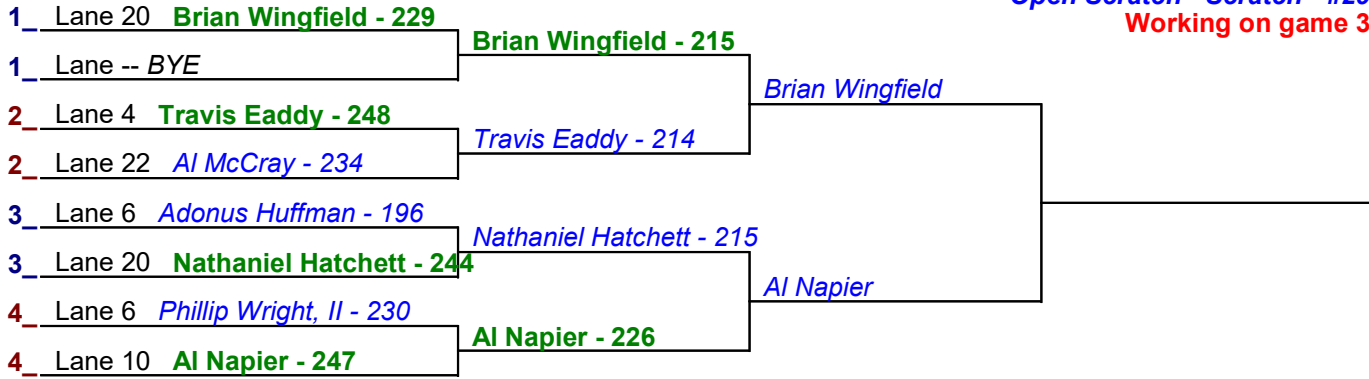 Open Scratch - Scratch -
Working on game 3
1_ Lane 20 Brian Wingfield - 229
1_ Lane -- BYE
2_ Lane 4 Travis Eaddy - 248
2_ Lane 22 Al McCray - 234
3_ Lane 6 Adonus Huffman - 196
3_ Lane 20 Nathaniel Hatchett - 244
4_ Lane 6 Phillip Wright, II - 230
4_ Lane 10 Al Napier - 247
Brian Wingfield - 215
Travis Eaddy - 214
Nathaniel Hatchett - 215
Al Napier - 226
Brian Wingfield
Al Napier